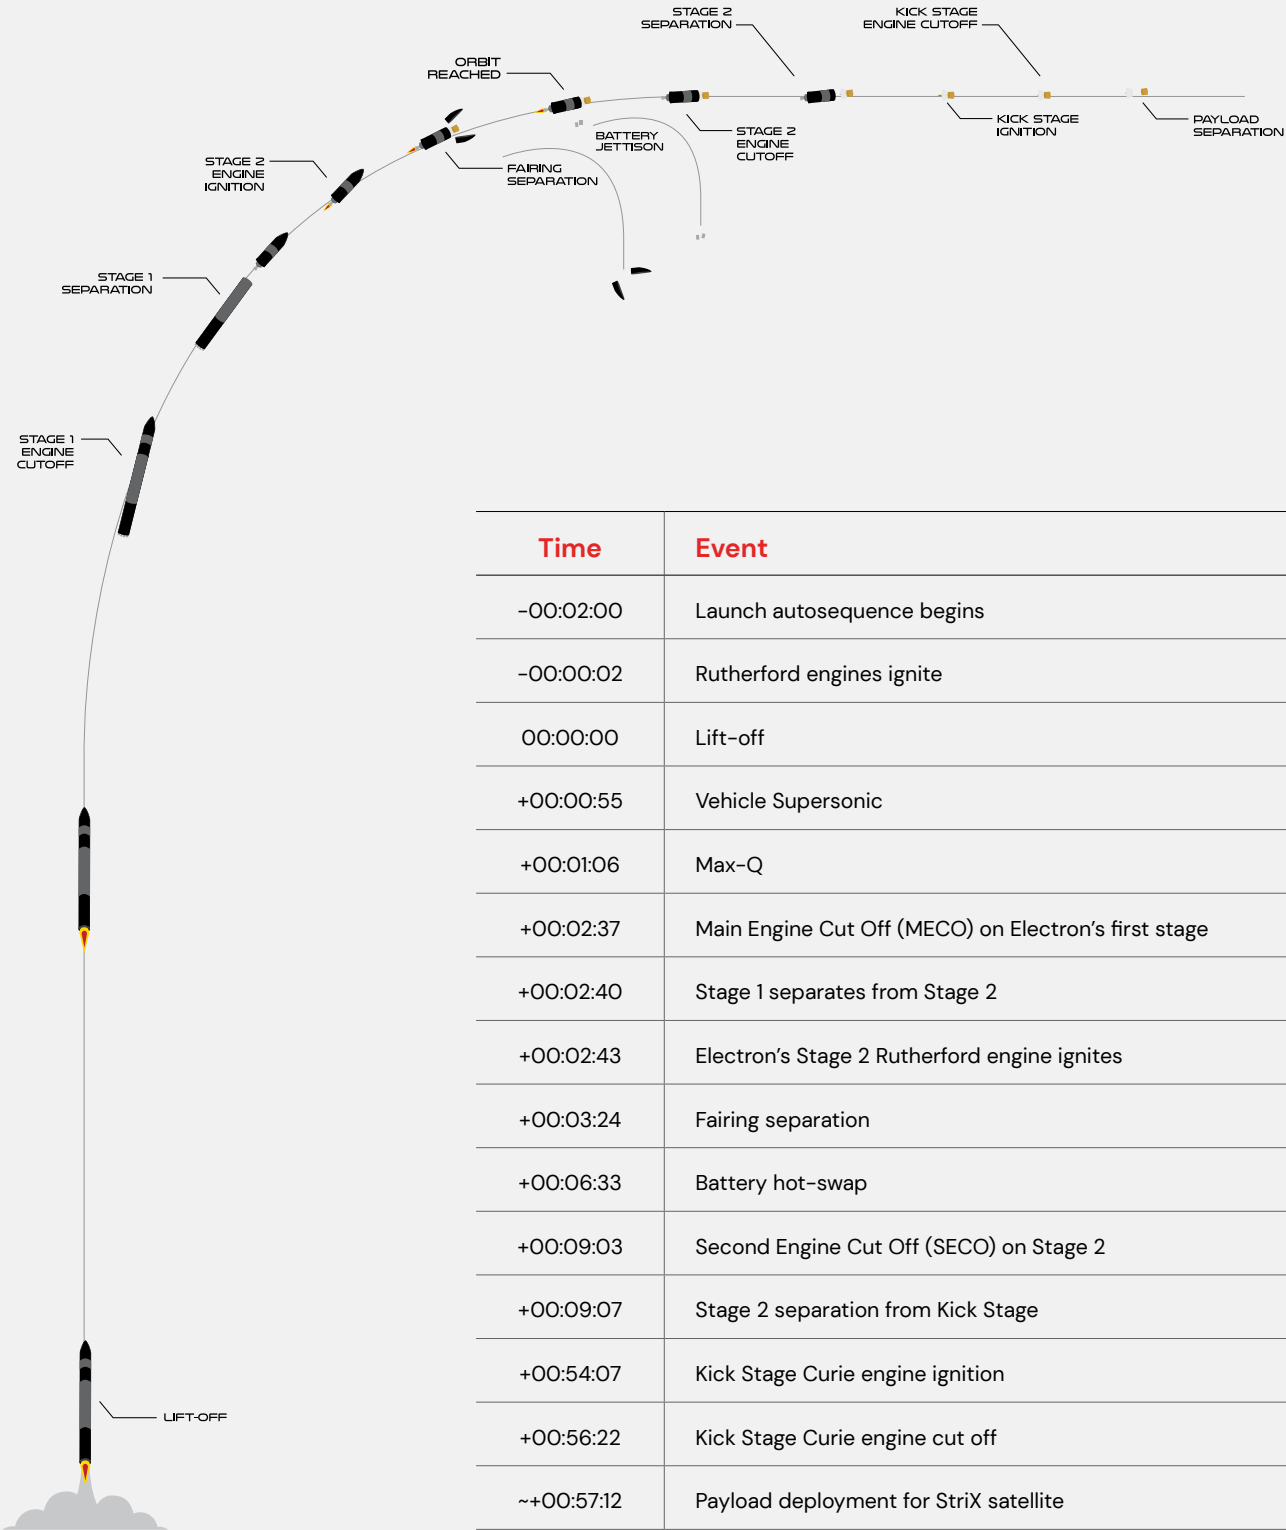 STAGE 2
SEPARATION
KICK STAGE
ENGINE CUTOFF
ORBIT
REACHED
BATTERY
JETTISON
STAGE 2
ENGINE
CUTOFF
KICK STAGE
IGNITION
PAYLOAD
SEPARATION
STAGE 2
ENGINE
IGNITION
FAIRING
SEPARATION
STAGE 1
SEPARATION
STAGE 1
ENGINE
CUTOFF
LIFT-OFF
Time Event
-00:02:00 Launch autosequence begins
-00:00:02 Rutherford engines ignite
00:00:00 Lift-off
+00:00:55 Vehicle Supersonic
+00:01:06 Max-Q
+00:02:37 Main Engine Cut Off (MECO) on Electron's first stage
+00:02:40 Stage 1 separates from Stage 2
+00:02:43 Electron's Stage 2 Rutherford engine ignites
+00:03:24 Fairing separation
+00:06:33 Battery hot-swap
+00:09:03 Second Engine Cut Off (SECO) on Stage 2
+00:09:07 Stage 2 separation from Kick Stage
+00:54:07 Kick Stage Curie engine ignition
+00:56:22 Kick Stage Curie engine cut off
~+00:57:12 Payload deployment for StriX satellite